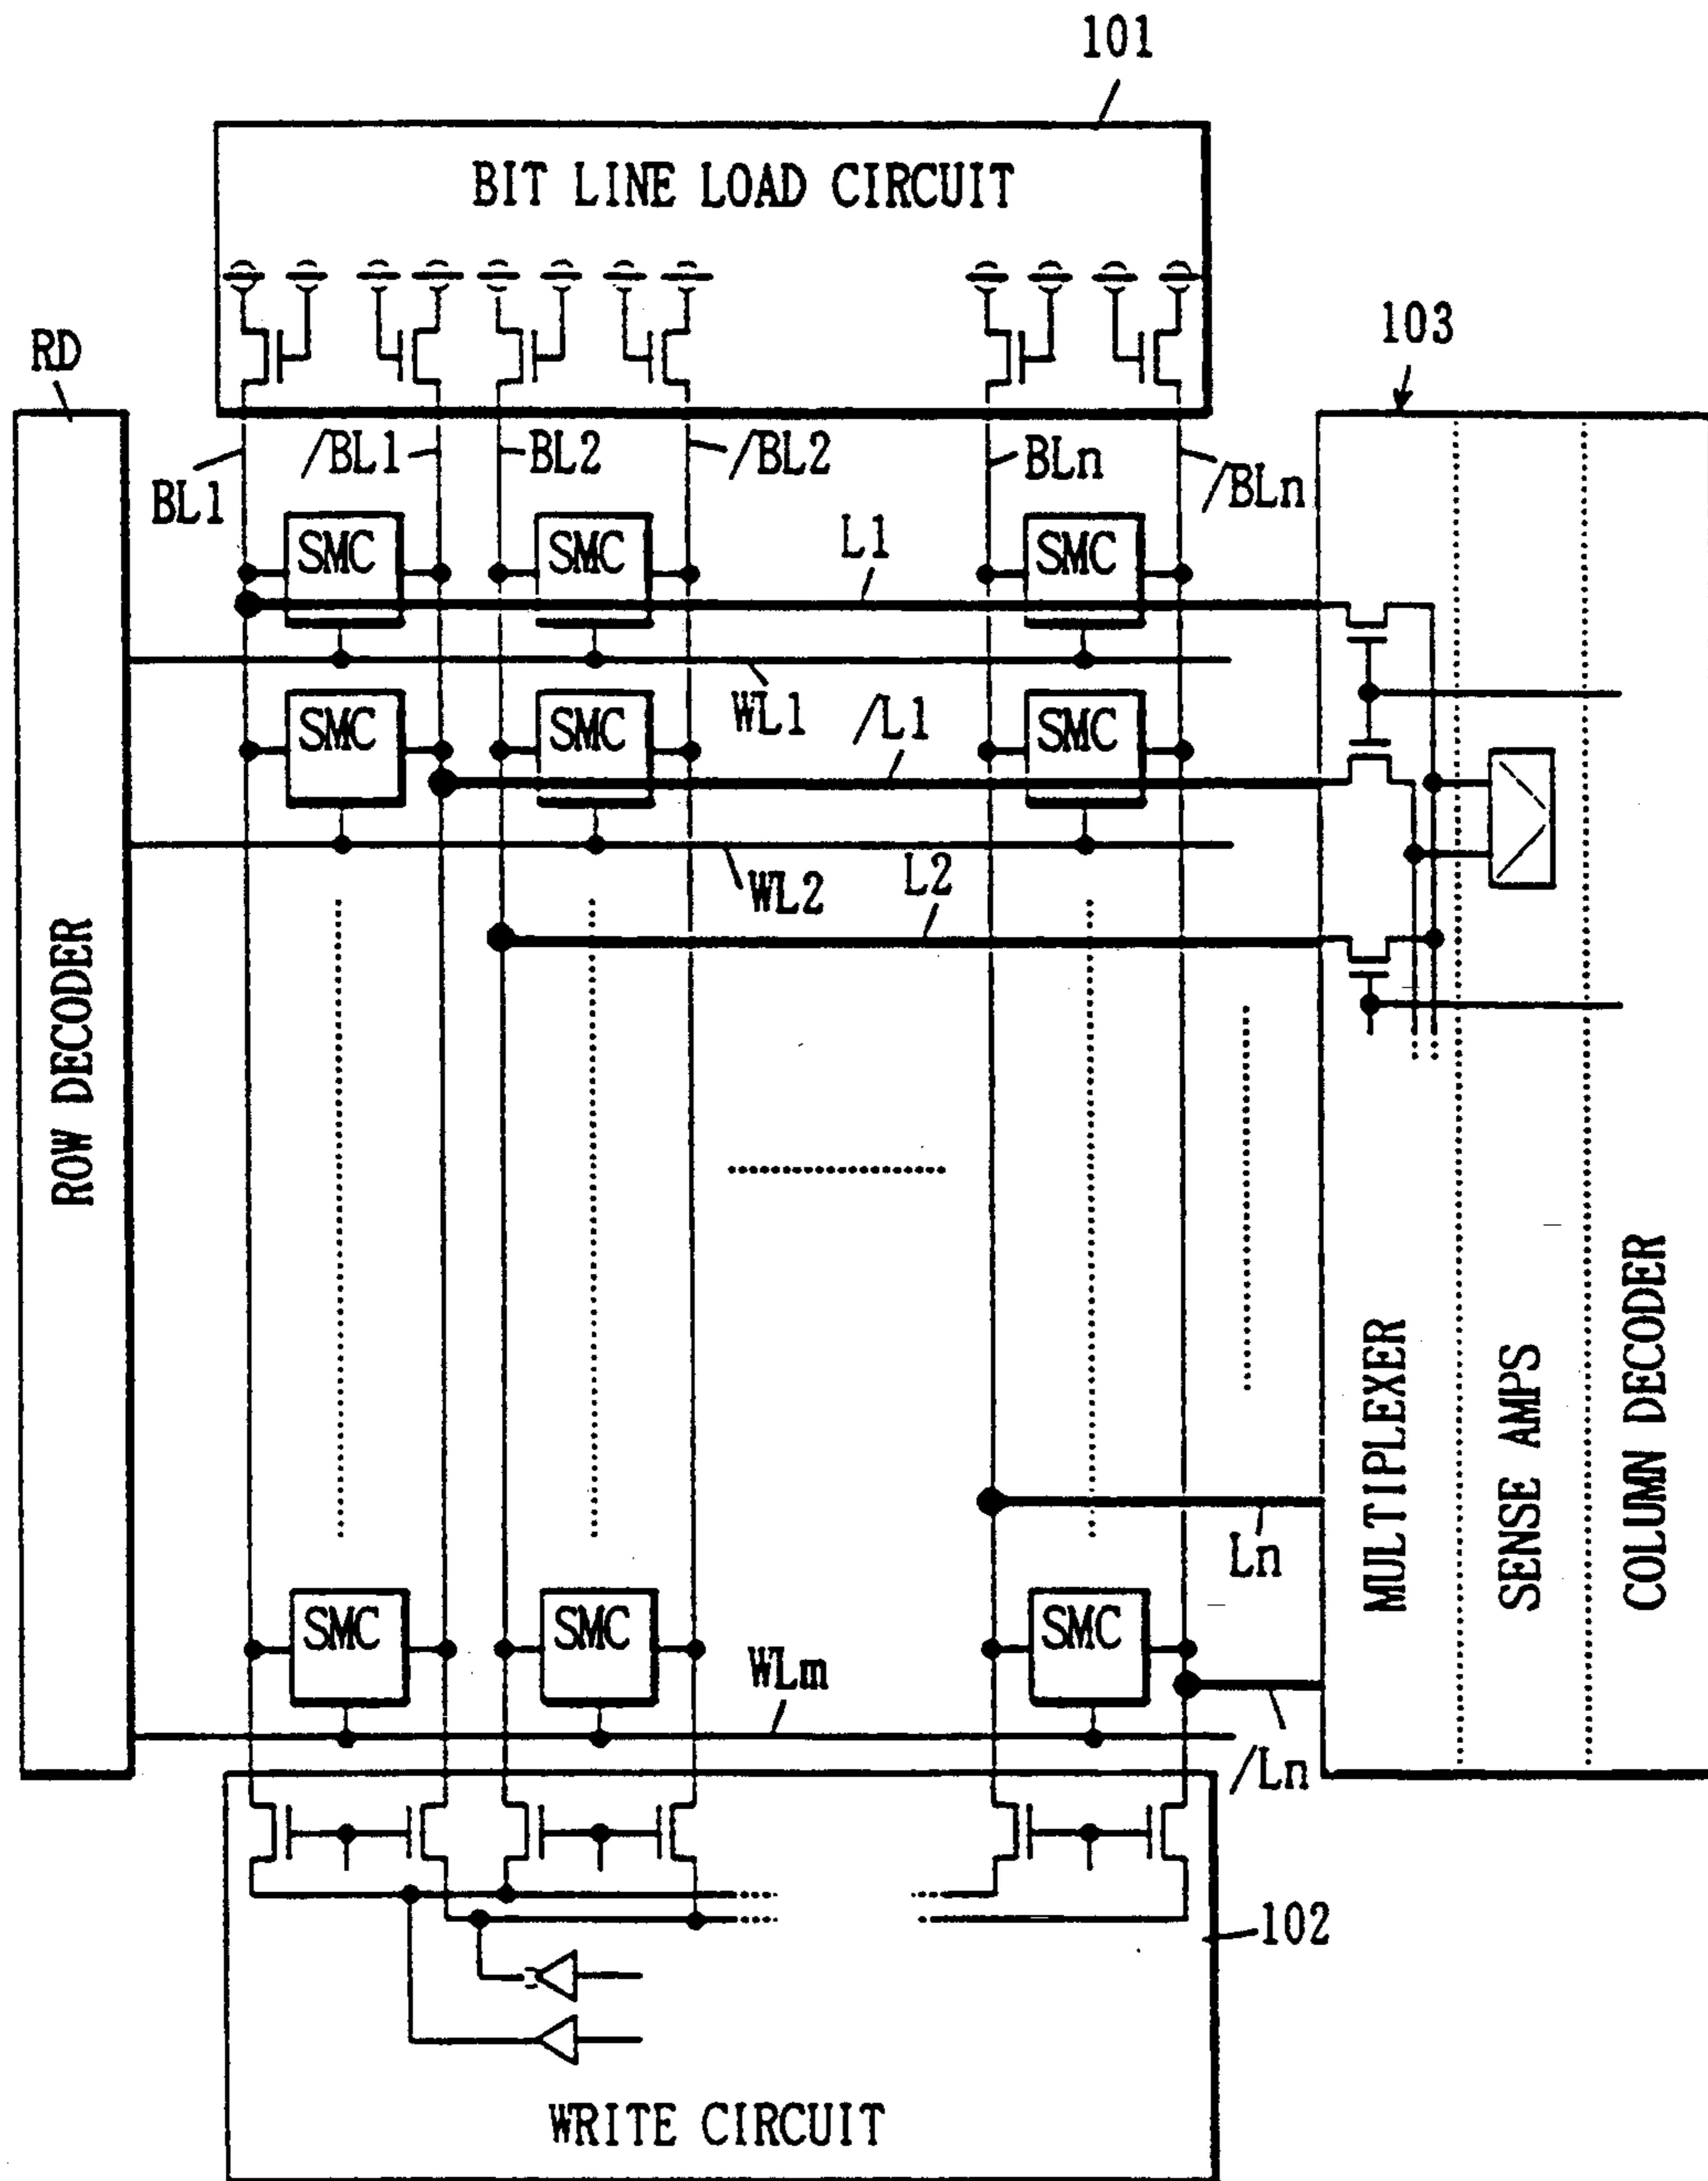 101
BIT LINE LOAD CIRCUIT
RD
103
BL1
/BL1
BL2
/BL2
BLn
/BLn
SMC
SMC
L1
SMC
WL1
SMC
SMC
/L1
SMC
WL2
L2
ROW DECODER
MULTIPLEXER
SENSE AMPS
COLUMN DECODER
Ln
SMC
SMC
WLm
SMC
/Ln
102
WRITE CIRCUIT